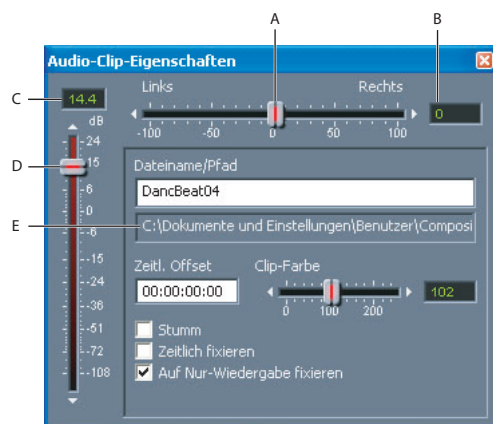 A
B
Audio-Clip-Eigenschaften
C
14.4
Links
Rechts
0
dB
-100 -50 0 50 100
24
D
15
Dateiname/Pfad
6
DancBeat04
0
E
C:\Dokumente und Einstellungen\Benutzer\Composi
-6
-15
Zeitl. Offset
Clip-Farbe
-24
00:00:00:00
102
0 100 200
-36
-51
Stumm
-72
Zeitlich fixieren
-108
Auf Nur-Wiedergabe fixieren